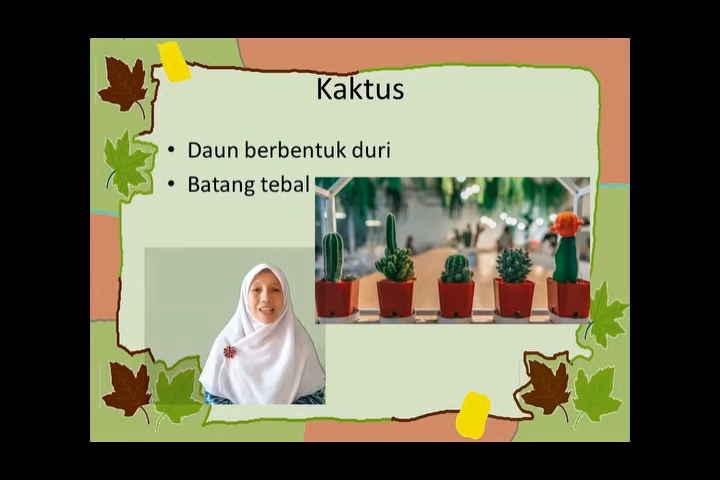 Kaktus
• Daun berbentuk duri
• Batang tebal